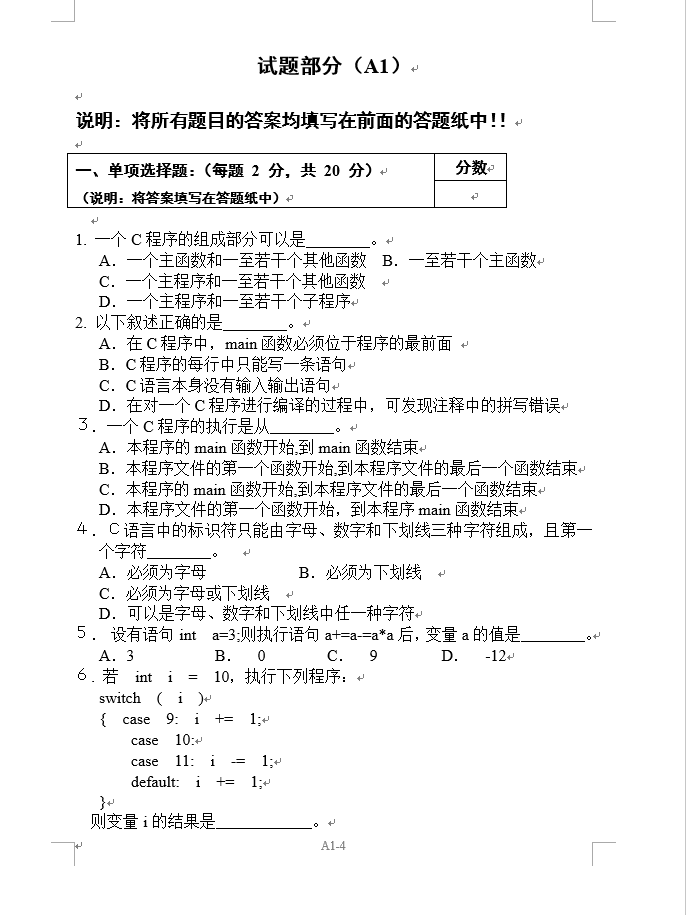 试题部分（A1）
说明：将所有题目的答案均填写在前面的答题纸中!!
一、单项选择题：（每题 2 分，共 20 分）
分数
（说明：将答案填写在答题纸中）
1. 一个 C 程序的组成部分可以是________。
A．一个主函数和一至若干个其他函数 B．一至若干个主函数
C．一个主程序和一至若干个其他函数
D．一个主程序和一至若干个子程序
2. 以下叙述正确的是________。
A．在 C 程序中，main 函数必须位于程序的最前面
B．C 程序的每行中只能写一条语句
C．C 语言本身没有输入输出语句
D．在对一个 C 程序进行编译的过程中，可发现注释中的拼写错误
３．一个 C 程序的执行是从________。
A．本程序的 main 函数开始,到 main 函数结束
B．本程序文件的第一个函数开始,到本程序文件的最后一个函数结束
C．本程序的 main 函数开始,到本程序文件的最后一个函数结束
D．本程序文件的第一个函数开始，到本程序 main 函数结束
４．Ｃ语言中的标识符只能由字母、数字和下划线三种字符组成，且第一
个字符________。
A．必须为字母 B．必须为下划线
C．必须为字母或下划线
D．可以是字母、数字和下划线中任一种字符
５． 设有语句 int a=3;则执行语句 a+=a-=a*a 后, 变量 a 的值是________。
A．3 B． 0 C． 9 D． -12
６. 若 int i = 10，执行下列程序：
switch ( i )
{ case 9: i += 1;
case 10:
case 11: i -= 1;
default: i += 1;
}
则变量 i 的结果是____________。
A1-4